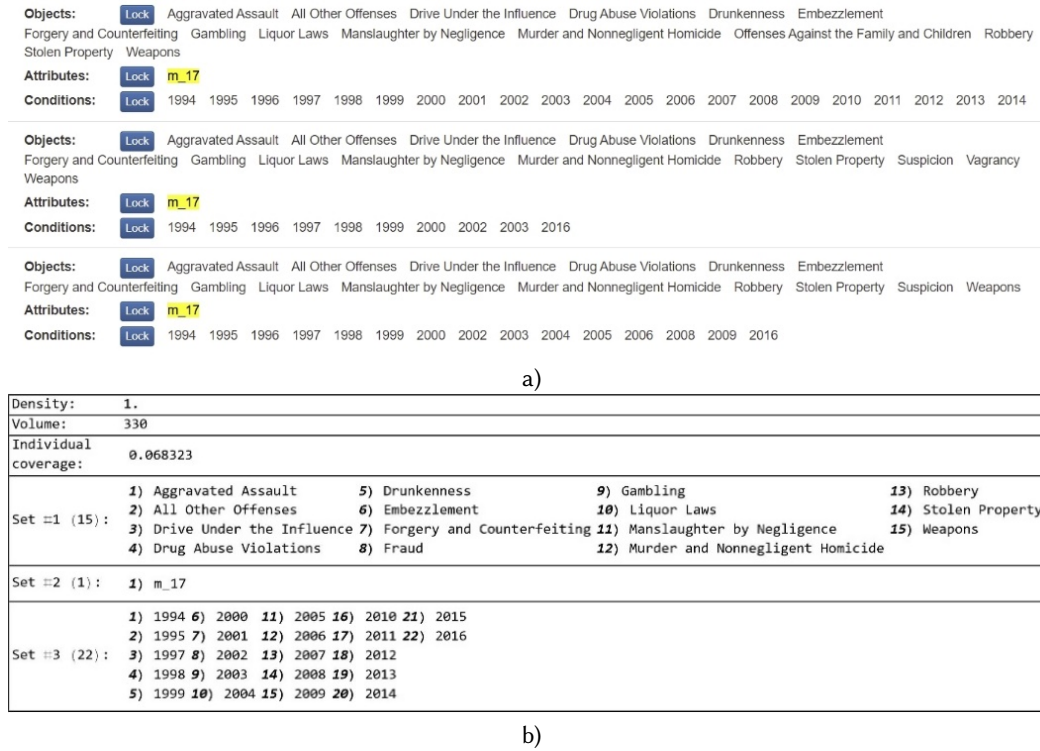 Objects: Lock Aggravated Assault All Other Offenses Drive Under the Influence Drug Abuse Violations Drunkenness Embezzlement
Forgery and Counterfeiting Gambling Liquor Laws Manslaughter by Negligence Murder and Nonnegligent Homicide Offenses Against the Family and Children Robbery
Stolen Property Weapons
Attributes: Lock m_17
Conditions: Lock 1994 1995 1996 1997 1998 1999 2000 2001 2002 2003 2004 2005 2006 2007 2008 2009 2010 2011 2012 2013 2014
Objects: Lock Aggravated Assault All Other Offenses Drive Under the Influence Drug Abuse Violations Drunkenness Embezzlement
Forgery and Counterfeiting Gambling Liquor Laws Manslaughter by Negligence Murder and Nonnegligent Homicide Robbery Stolen Property Suspicion Vagrancy
Weapons
Attributes: Lock m_17
Conditions: Lock 1994 1995 1996 1997 1998 1999 2000 2002 2003 2016
Objects: Lock Aggravated Assault All Other Offenses Drive Under the Influence Drug Abuse Violations Drunkenness Embezzlement
Forgery and Counterfeiting Gambling Liquor Laws Manslaughter by Negligence Murder and Nonnegligent Homicide Robbery Stolen Property Suspicion Weapons
Attributes: Lock m_17
Conditions: Lock 1994 1995 1996 1997 1998 1999 2000 2002 2003 2004 2005 2006 2008 2009 2016
a)
Density: 1.
Volume: 330
Individual
coverage: 0.068323
1) Aggravated Assault 5) Drunkenness 9) Gambling 13) Robbery
2) All Other Offenses 6) Embezzlement 10) Liquor Laws 14) Stolen Property
Set #1 (15): 3) Drive Under the Influence 7) Forgery and Counterfeiting 11) Manslaughter by Negligence 15) Weapons
4) Drug Abuse Violations 8) Fraud 12) Murder and Nonnegligent Homicide
Set #2 (1): 1) m_17
1) 1994 6) 2000 11) 2005 16) 2010 21) 2015
2) 1995 7) 2001 12) 2006 17) 2011 22) 2016
Set #3 (22): 3) 1997 8) 2002 13) 2007 18) 2012
4) 1998 9) 2003 14) 2008 19) 2013
5) 1999 10) 2004 15) 2009 20) 2014
b)